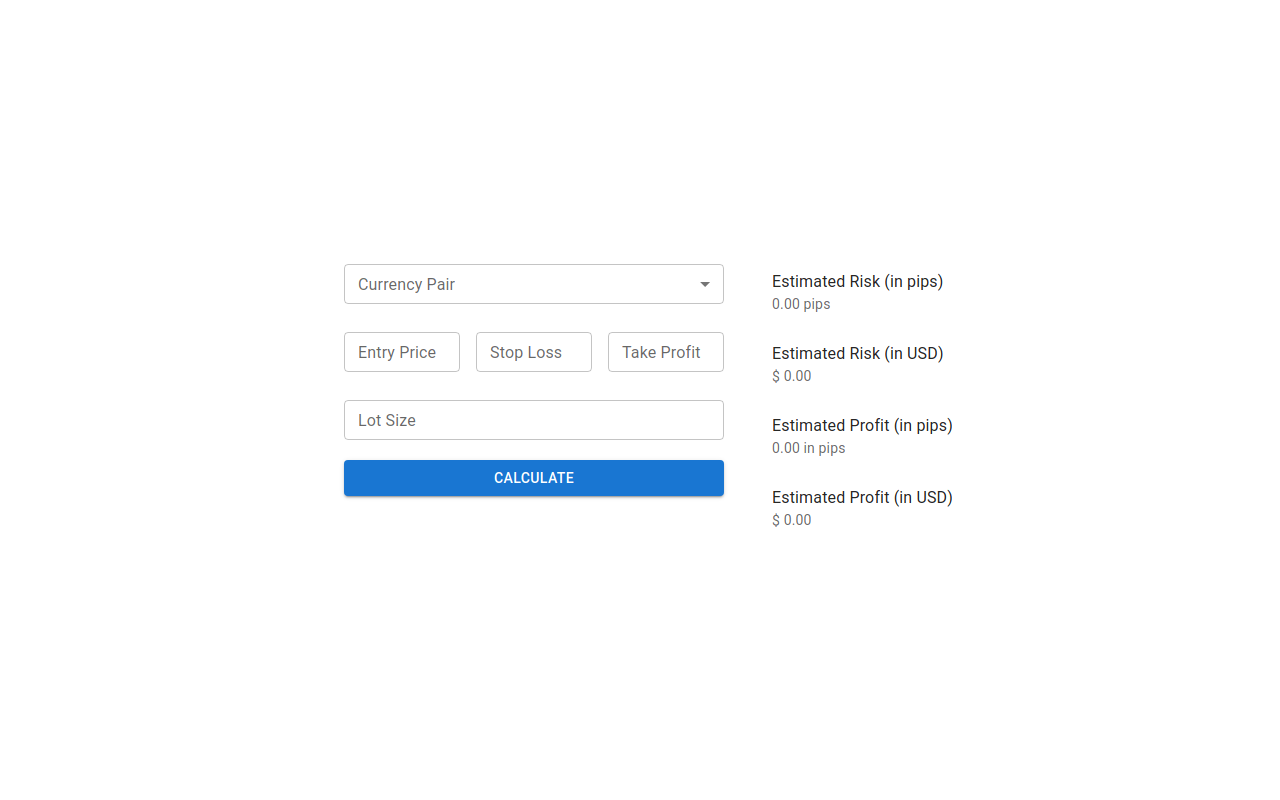 Currency Pair
Entry Price
Stop Loss
Take Profit
Lot Size
CALCULATE
Estimated Risk (in pips)
0.00 pips
Estimated Risk (in USD)
$ 0.00
Estimated Profit (in pips)
0.00 in pips
Estimated Profit (in USD)
$ 0.00